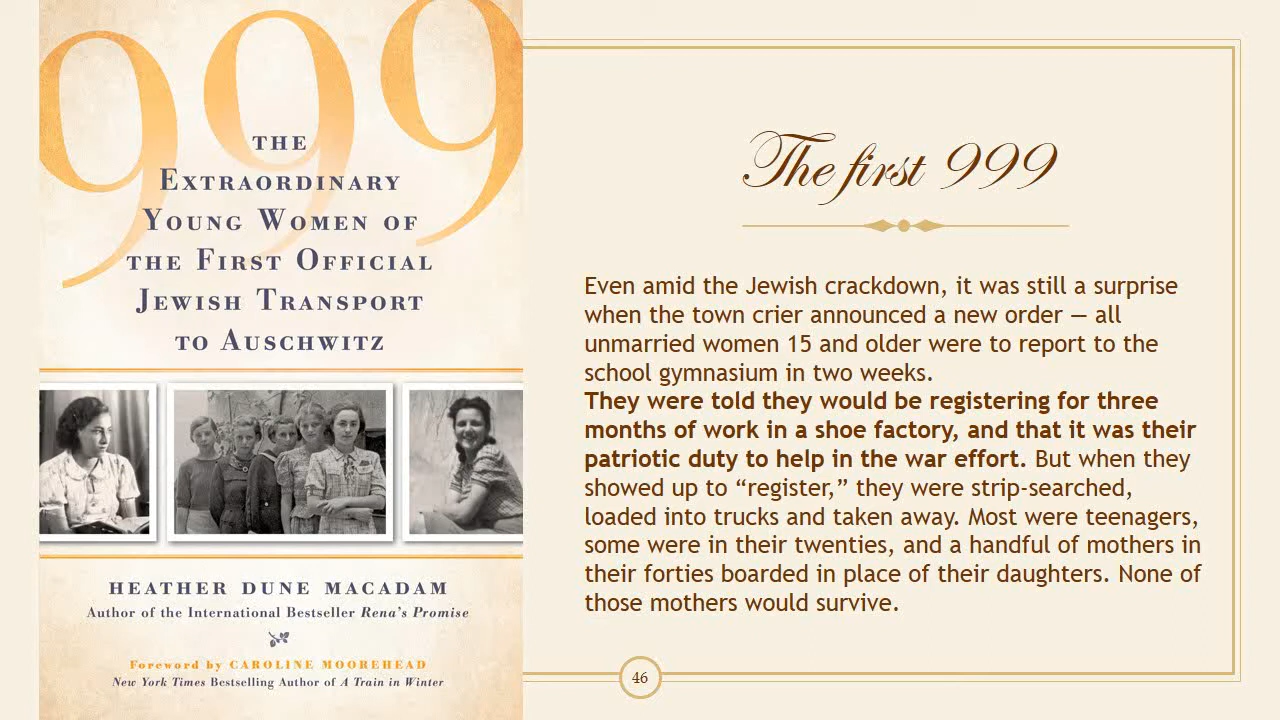 999
THE
EXTRAORDINARY
YOUNG WOMEN OF
THE FIRST OFFICIAL
JEWISH TRANSPORT
TO AUSCHWITZ
HEATHER DUNE MACADAM
Author of the International Bestseller Rena's Promise
Foreword by CAROLINE MOOREHEAD
New York Times Bestselling Author of A Train in Winter
The first 999
Even amid the Jewish crackdown, it was still a surprise
when the town crier announced a new order — all
unmarried women 15 and older were to report to the
school gymnasium in two weeks.
They were told they would be registering for three
months of work in a shoe factory, and that it was their
patriotic duty to help in the war effort. But when they
showed up to “register,” they were strip-searched,
loaded into trucks and taken away. Most were teenagers,
some were in their twenties, and a handful of mothers in
their forties boarded in place of their daughters. None of
those mothers would survive.
46